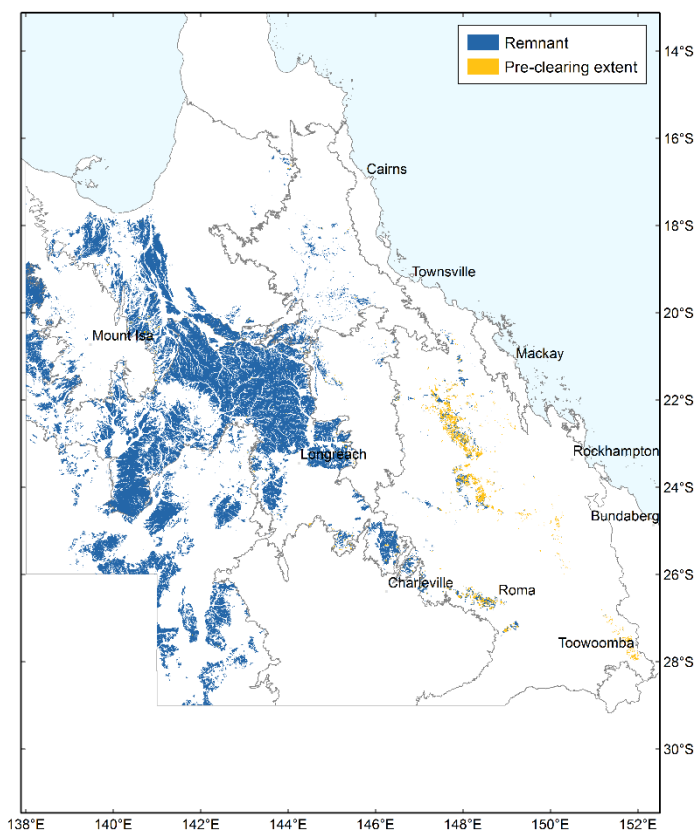 Remnant
Pre-clearing extent
14°S
16°S
Cairns
18°S
Townsville
20°S
Mount Isa
Mackay
22°S
Longreach
Rockhampton
24°S
Bundaberg
26°S
Charleville
Roma
Toowoomba
28°S
30°S
138°E 140°E 142°E 144°E 146°E 148°E 150°E 152°E